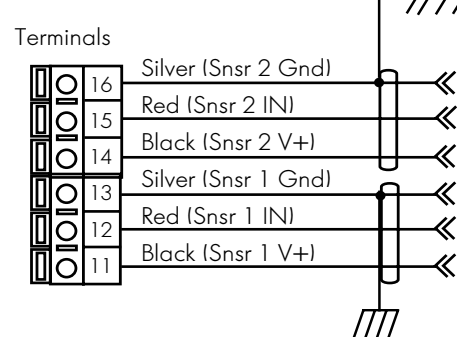 Terminals
16 Silver (Snsr 2 Gnd)
15 Red (Snsr 2 IN)
14 Black (Snsr 2 V+)
13 Silver (Snsr 1 Gnd)
12 Red (Snsr 1 IN)
11 Black (Snsr 1 V+)